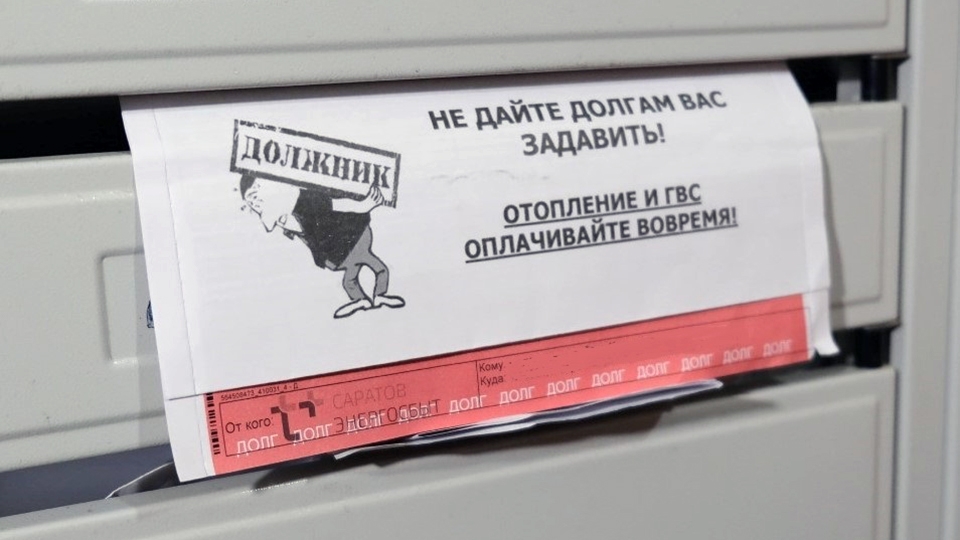 ДОЛЖНИК
НЕ ДАЙТЕ ДОЛГАМ ВАС
ЗАДАВИТЬ!
ОТОПЛЕНИЕ И ГВС
ОПЛАЧИВАЙТЕ ВОВРЕМЯ!
Кому
Куда:
От кого:
САРАТОВ
ЭНЕРГОСБЫТ
ДОЛГ ДОЛГ ДОЛГ ДОЛГ ДОЛГ ДОЛГ ДОЛГ ДОЛГ ДОЛГ ДОЛГ ДОЛГ ДОЛГ ДОЛГ